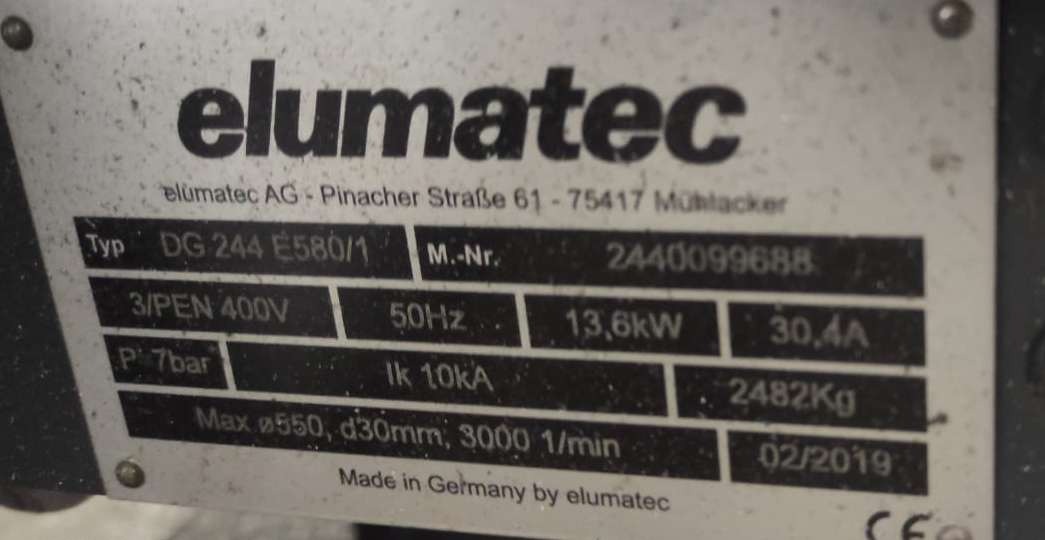 elumatec
elumatec AG - Pinacher Straße 61 - 75417 Mühlacker
Typ DG 244 E580/1 M.-Nr. 2440099688
3/PEN 400V 50Hz 13,6kW 30,4A
P 7bar Ik 10kA 2482Kg
Max ø550, d30mm, 3000 1/min 02/2019
Made in Germany by elumatec
CE